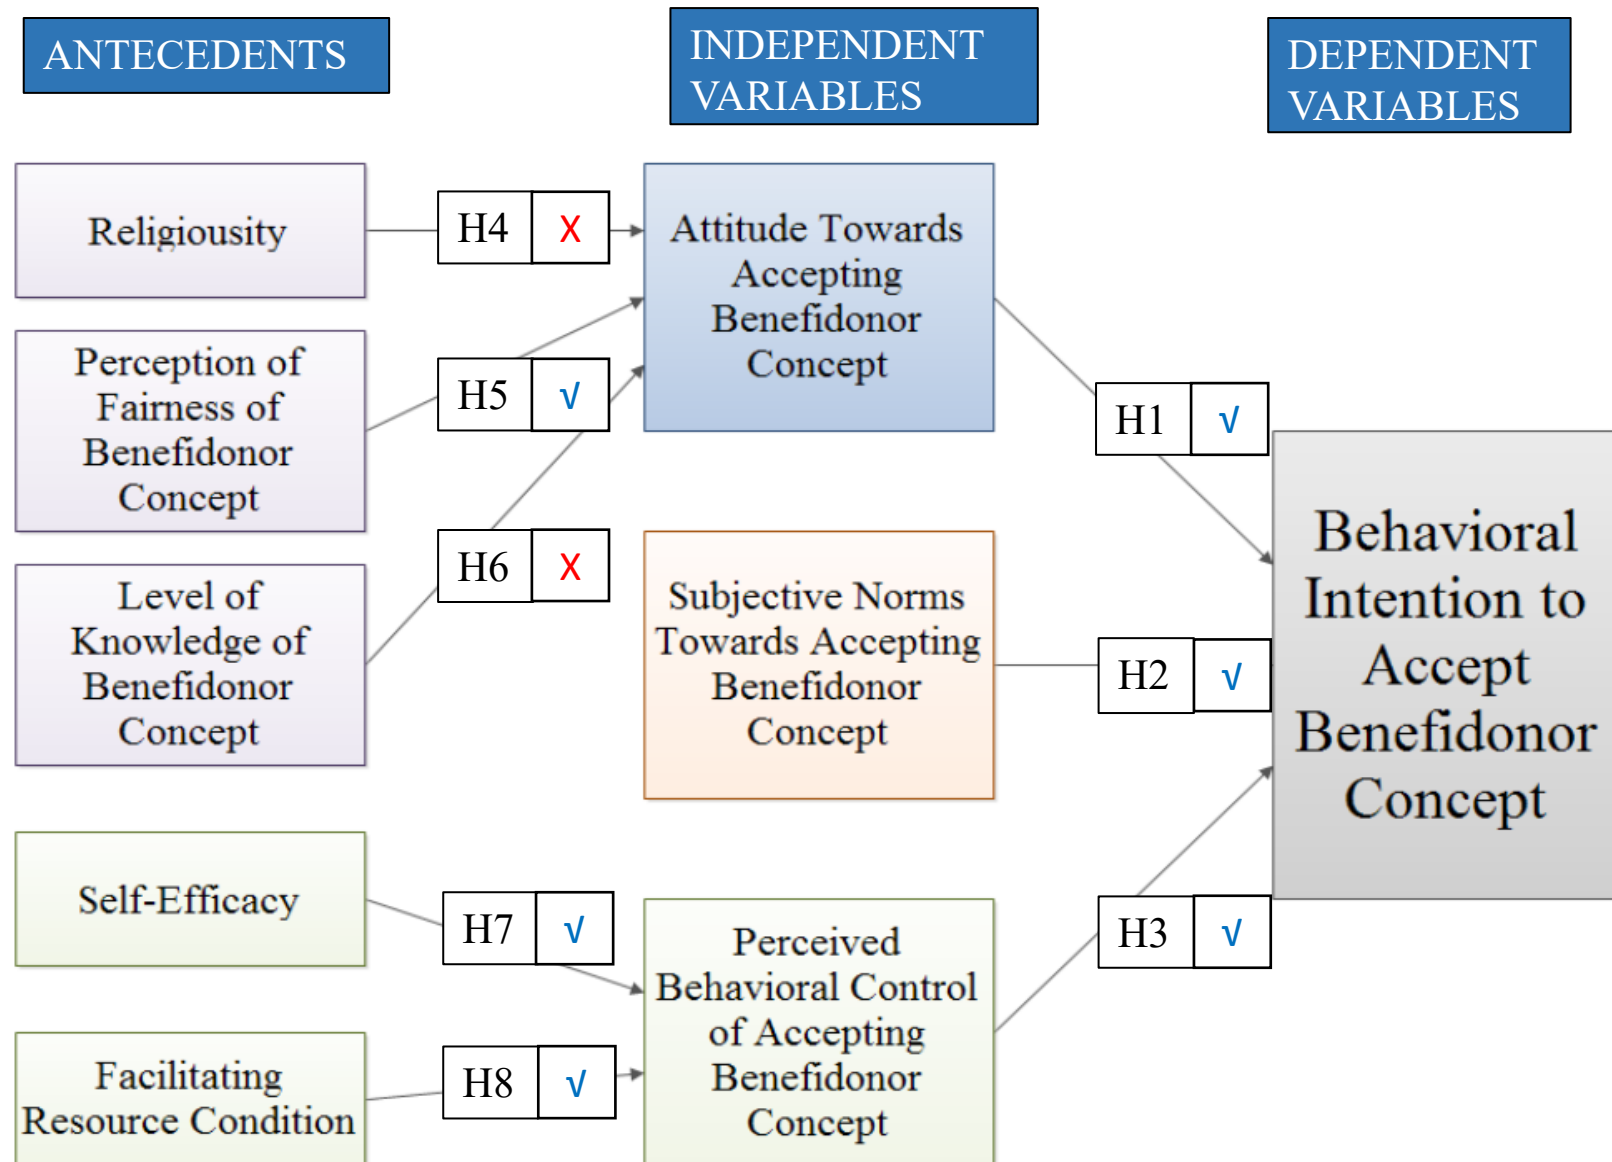 ANTECEDENTS
INDEPENDENT
VARIABLES
DEPENDENT
VARIABLES
Religiousity
H4 X
Attitude Towards
Accepting
Benefidonor
Concept
Perception of
Fairness of
Benefidonor
Concept
H5 √
H1 √
Level of
Knowledge of
Benefidonor
Concept
H6 X
Subjective Norms
Towards Accepting
Benefidonor
Concept
H2 √
Behavioral
Intention to
Accept
Benefidonor
Concept
Self-Efficacy
H7 √
Perceived
Behavioral Control
of Accepting
Benefidonor
Concept
H3 √
Facilitating
Resource Condition
H8 √